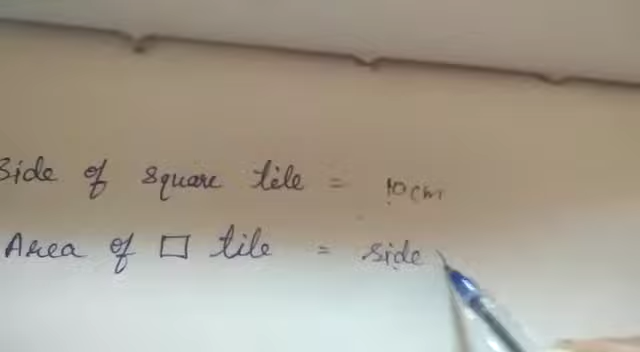 Side of square tile = 10cm
Area of □ tile = side